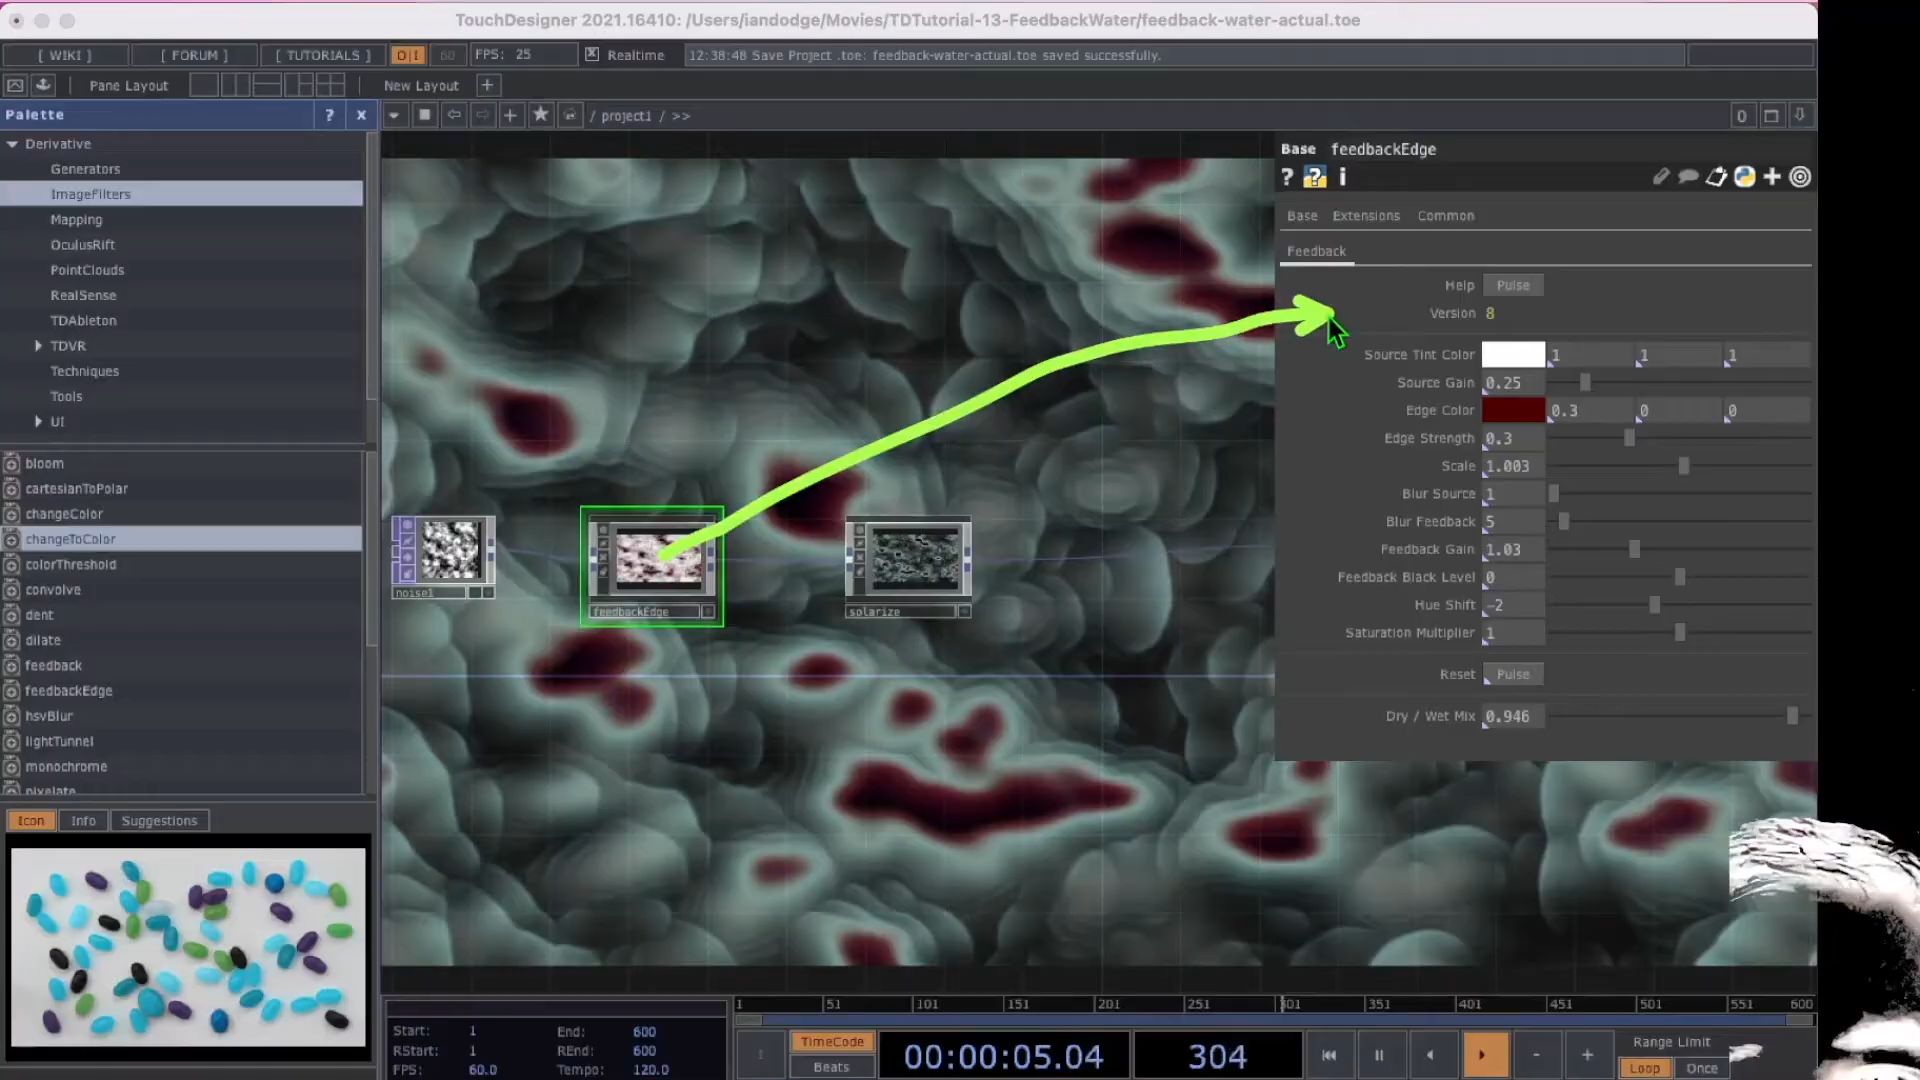 TouchDesigner 2021.16410: /Users/iandodge/Movies/TDTutorial-13-FeedbackWater/feedback-water-actual.toe
[ WIKI ] [ FORUM ] [ TUTORIALS ] O|I 60 FPS: 25 Realtime 12:38:48 Save Project .toe: feedback-water-actual.toe saved successfully.
Pane Layout New Layout +
Palette ? x / project1 / >> 0
Derivative
Generators
ImageFilters
Mapping
OculusRift
PointClouds
RealSense
TDAbleton
TDVR
Techniques
Tools
UI
bloom
cartesianToPolar
changeColor
changeToColor
colorThreshold
convolve
dent
dilate
feedback
feedbackEdge
hsvBlur
lightTunnel
monochrome
pixelate
Icon Info Suggestions
noise1
feedbackEdge
solarize
Base feedbackEdge
? ? i
Base Extensions Common
Feedback
Help Pulse
Version 8
Source Tint Color 1 1 1
Source Gain 0.25
Edge Color 0.3 0 0
Edge Strength 0.3
Scale 1.003
Blur Source 1
Blur Feedback 5
Feedback Gain 1.03
Feedback Black Level 0
Hue Shift -2
Saturation Multiplier 1
Reset Pulse
Dry / Wet Mix 0.946
1 51 101 151 201 251 301 351 401 451 501 551 600
Start: 1 End: 600
RStart: 1 REnd: 600
FPS: 60.0 Tempo: 120.0
TimeCode
Beats
00:00:05.04
304
- +
Range Limit
Loop Once